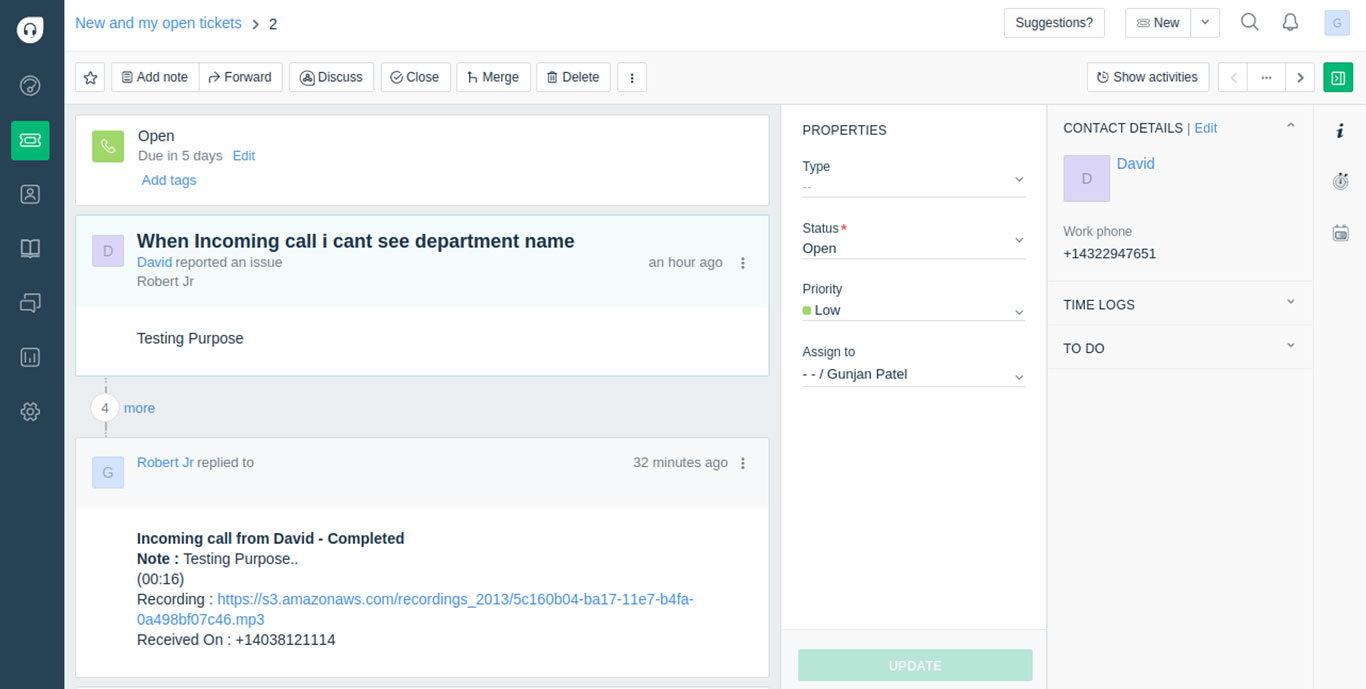 New and my open tickets > 2
Suggestions?
New
G
Add note
Forward
Discuss
Close
Merge
Delete
Show activities
Open
Due in 5 days Edit
Add tags
D
When Incoming call i cant see department name
David reported an issue
an hour ago
Robert Jr
Testing Purpose
4 more
G
Robert Jr replied to
32 minutes ago
Incoming call from David - Completed
Note : Testing Purpose..
(00:16)
Recording : https://s3.amazonaws.com/recordings_2013/5c160b04-ba17-11e7-b4fa-
0a498bf07c46.mp3
Received On : +14038121114
PROPERTIES
Type
--
Status*
Open
Priority
Low
Assign to
- - / Gunjan Patel
UPDATE
CONTACT DETAILS | Edit
D
David
Work phone
+14322947651
TIME LOGS
TO DO